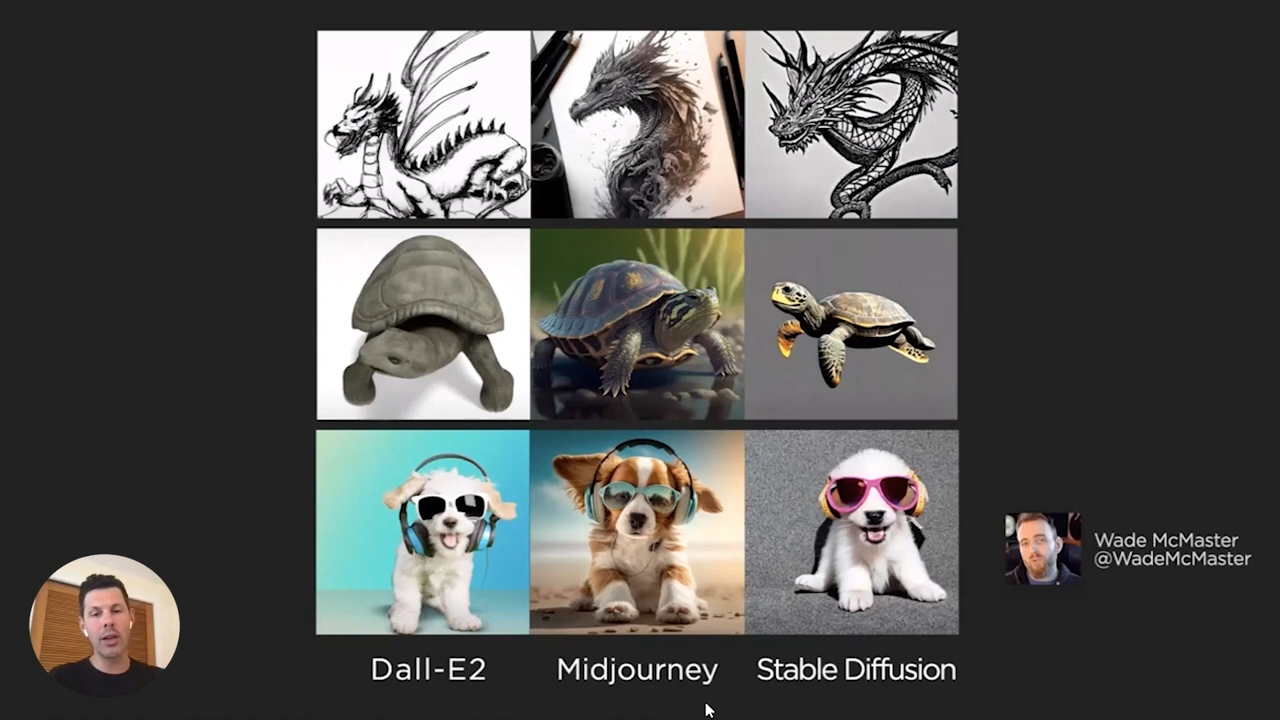 Wade McMaster
@WadeMcMaster
Dall-E2
Midjourney
Stable Diffusion